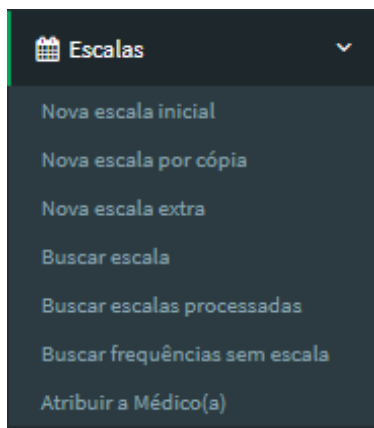 Escalas
Nova escala inicial
Nova escala por cópia
Nova escala extra
Buscar escala
Buscar escalas processadas
Buscar frequências sem escala
Atribuir a Médico(a)